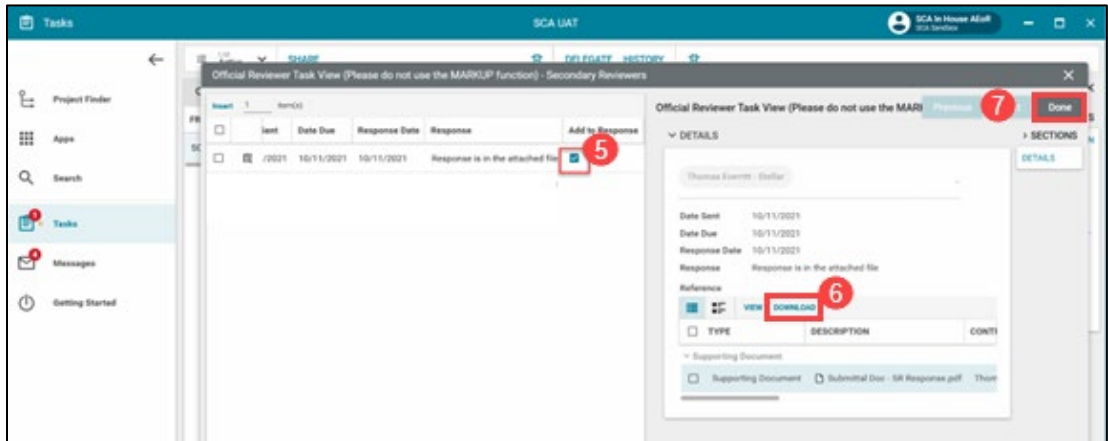 Tasks
SCA UAT
SCA In House AEoR
SCA Sandbox
SHARE
DELEGATE HISTORY
Official Reviewer Task View (Please do not use the MARKUP function) - Secondary Reviewers
Project Finder
Apps
Search
Tasks
Messages
Getting Started
Insert 1 item(s)
Date Due Response Date Response Add to Response
/2021 10/11/2021 10/11/2021 Response is in the attached file
5
Official Reviewer Task View (Please do not use the MAR
Previous
7
Done
DETAILS
SECTIONS
DETAILS
Thomas Everritt - Stellar
Date Sent 10/11/2021
Date Due 10/11/2021
Response Date 10/11/2021
Response Response is in the attached file
Reference
6
VIEW DOWNLOAD
TYPE DESCRIPTION CONTI
Supporting Document
Supporting Document Submittal Doc - SR Response.pdf Thom